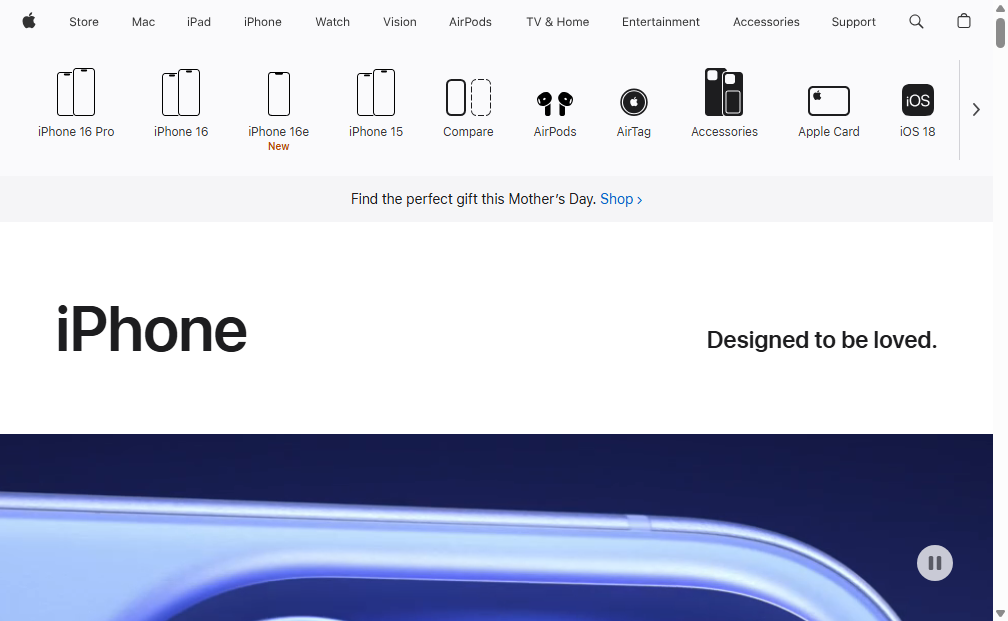 Store Mac iPad iPhone Watch Vision AirPods TV & Home Entertainment Accessories Support
iPhone 16 Pro iPhone 16 iPhone 16e iPhone 15 Compare AirPods AirTag Accessories Apple Card iOS 18
New
iOS
Find the perfect gift this Mother’s Day. Shop >
iPhone
Designed to be loved.